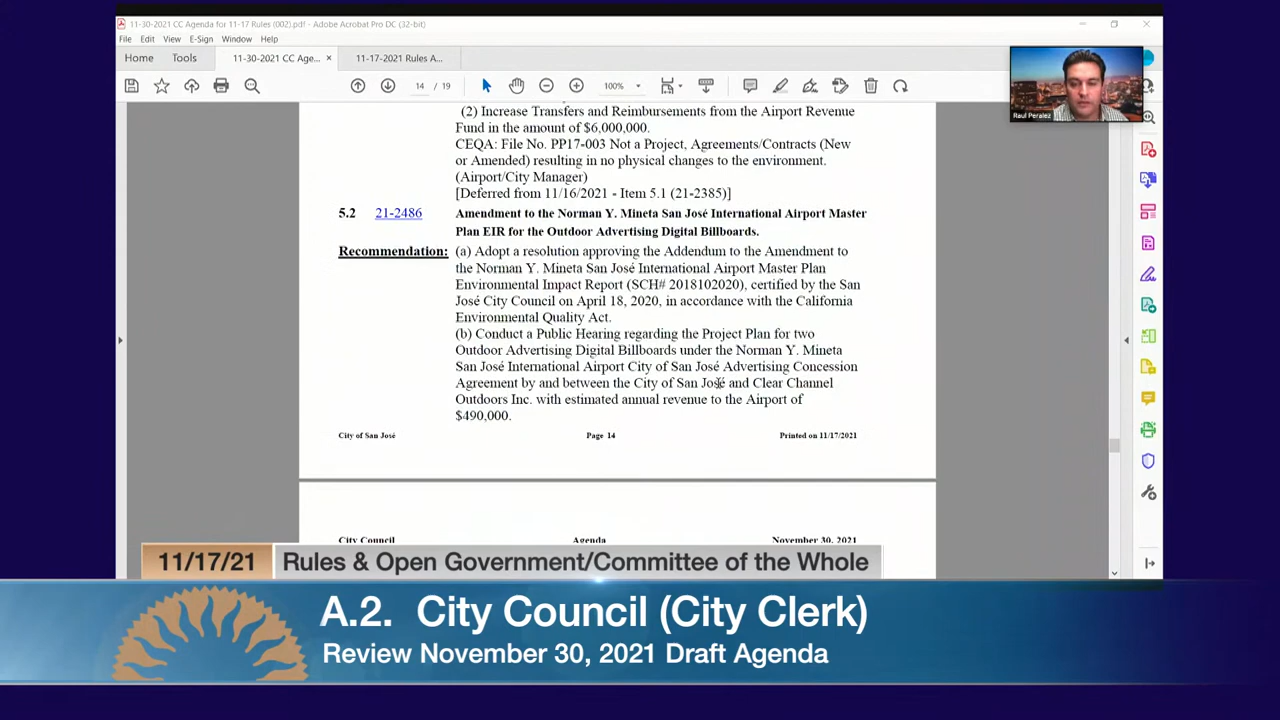 11-30-2021 CC Agenda for 11-17 Rules (002).pdf - Adobe Acrobat Pro DC (32-bit)
File Edit View E-Sign Window Help
Home Tools 11-30-2021 CC Age... × 11-17-2021 Rules A...
14 / 19 100%
Raul Peralez
(2) Increase Transfers and Reimbursements from the Airport Revenue
Fund in the amount of $6,000,000.
CEQA: File No. PP17-003 Not a Project, Agreements/Contracts (New
or Amended) resulting in no physical changes to the environment.
(Airport/City Manager)
[Deferred from 11/16/2021 - Item 5.1 (21-2385)]
5.2 21-2486 Amendment to the Norman Y. Mineta San José International Airport Master
Plan EIR for the Outdoor Advertising Digital Billboards.
Recommendation: (a) Adopt a resolution approving the Addendum to the Amendment to
the Norman Y. Mineta San José International Airport Master Plan
Environmental Impact Report (SCH# 2018102020), certified by the San
José City Council on April 18, 2020, in accordance with the California
Environmental Quality Act.
(b) Conduct a Public Hearing regarding the Project Plan for two
Outdoor Advertising Digital Billboards under the Norman Y. Mineta
San José International Airport City of San José Advertising Concession
Agreement by and between the City of San José and Clear Channel
Outdoors Inc. with estimated annual revenue to the Airport of
$490,000.
City of San José Page 14 Printed on 11/17/2021
City Council Agenda November 30, 2021
11/17/21 Rules & Open Government/Committee of the Whole
A.2. City Council (City Clerk)
Review November 30, 2021 Draft Agenda